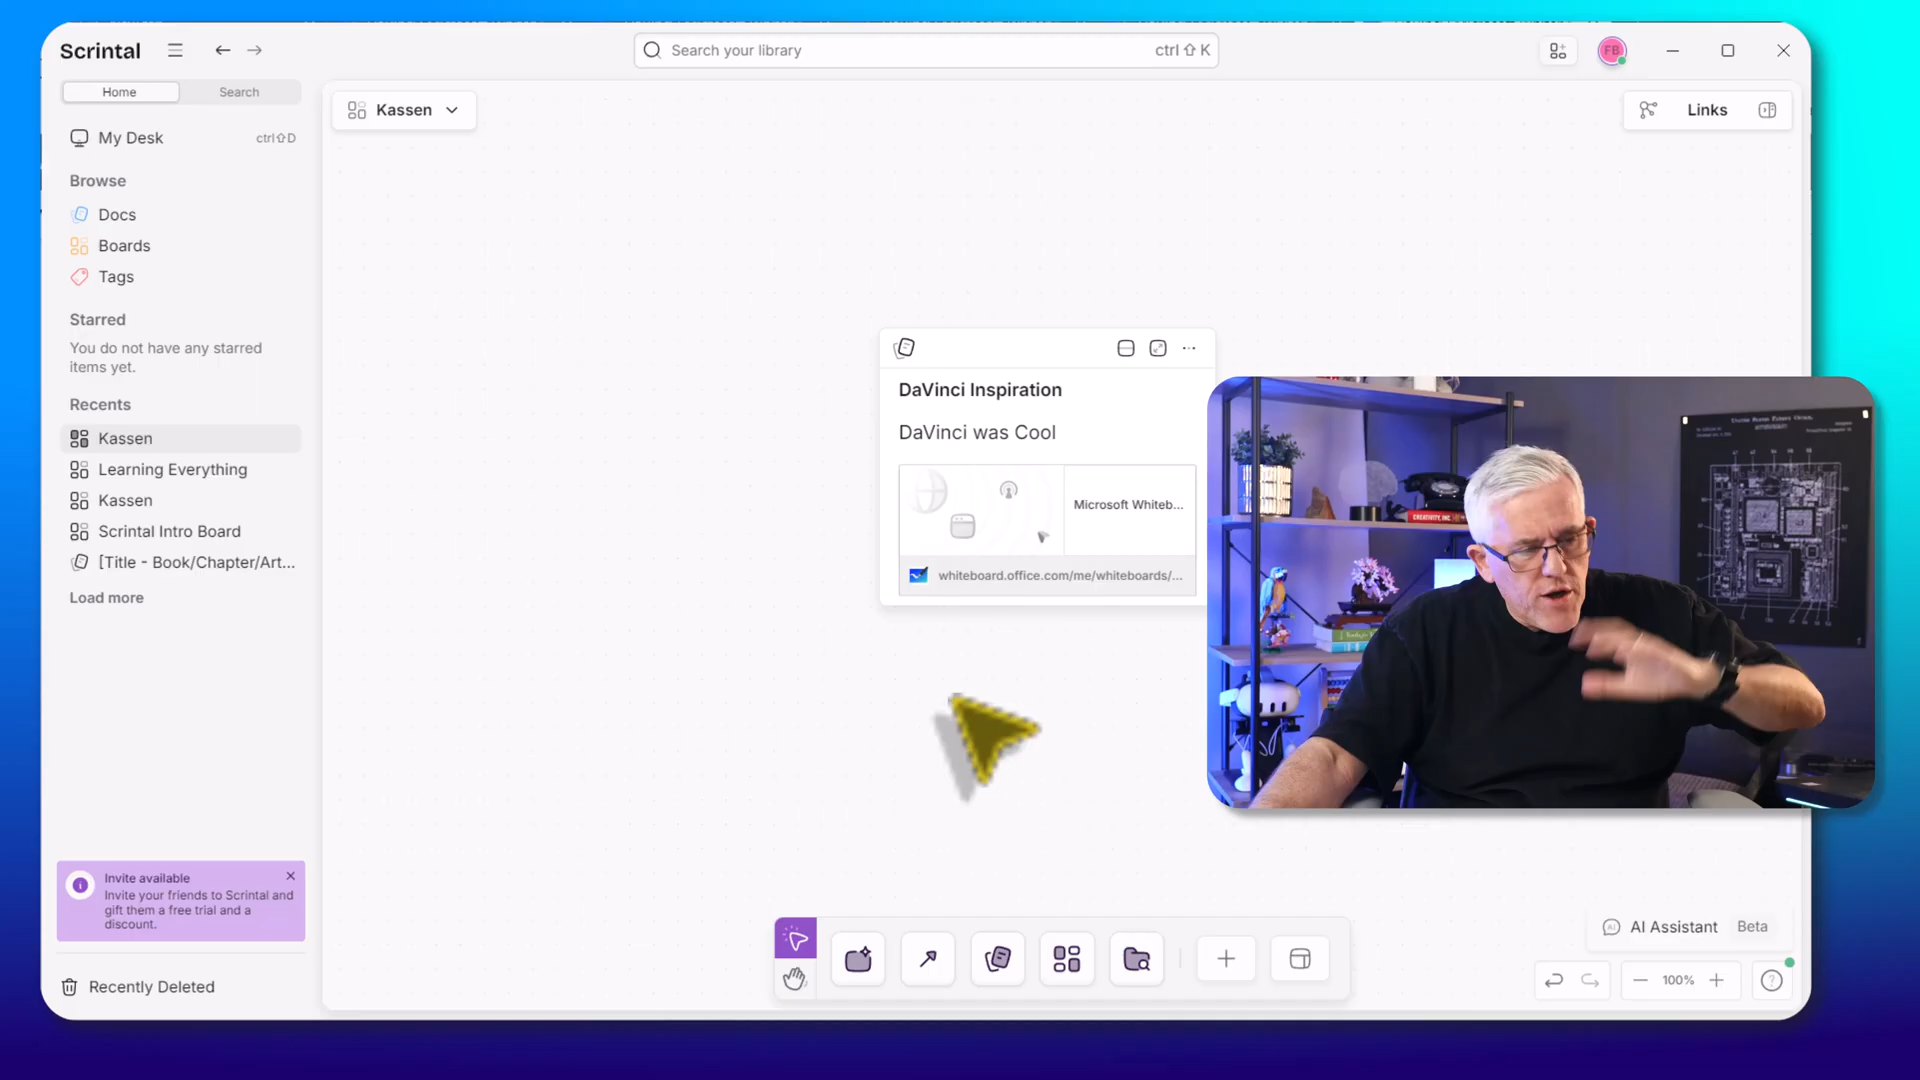 Scrintal
Search your library
ctrl ⇧ K
FB
Home
Search
My Desk
ctrl⇧D
Browse
Docs
Boards
Tags
Starred
You do not have any starred
items yet.
Recents
Kassen
Learning Everything
Kassen
Scrintal Intro Board
[Title - Book/Chapter/Art...
Load more
Invite available
Invite your friends to Scrintal and
gift them a free trial and a
discount.
Recently Deleted
Kassen
Links
DaVinci Inspiration
DaVinci was Cool
Microsoft Whiteb...
whiteboard.office.com/me/whiteboards/...
CREATIVITY, INC.
AI Assistant Beta
100%